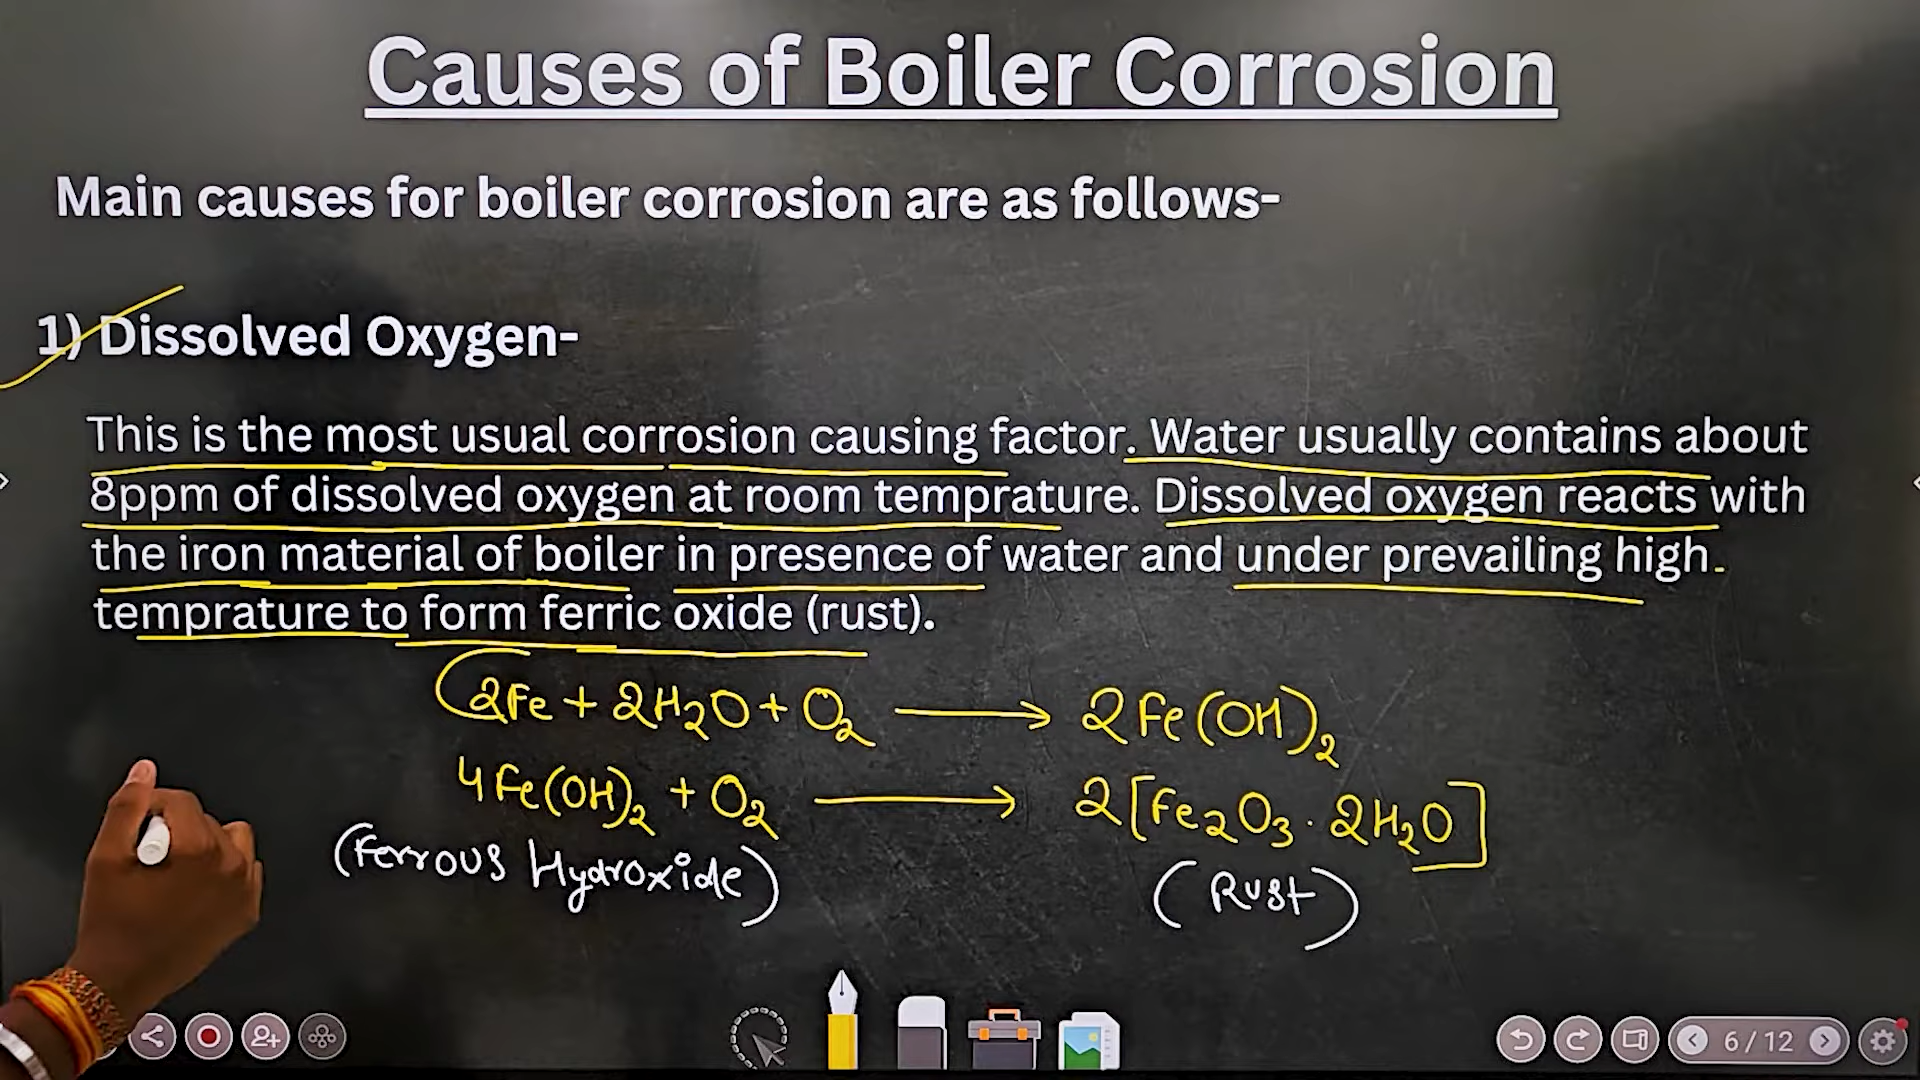 Causes of Boiler Corrosion
Main causes for boiler corrosion are as follows-
1) Dissolved Oxygen-
This is the most usual corrosion causing factor. Water usually contains about
8ppm of dissolved oxygen at room temprature. Dissolved oxygen reacts with
the iron material of boiler in presence of water and under prevailing high
temprature to form ferric oxide (rust).
2Fe + 2H₂O + O₂ ⟶ 2Fe(OH)₂
4Fe(OH)₂ + O₂ ⟶ 2[Fe₂O₃·2H₂O]
(Ferrous Hydroxide) (Rust)
6/12